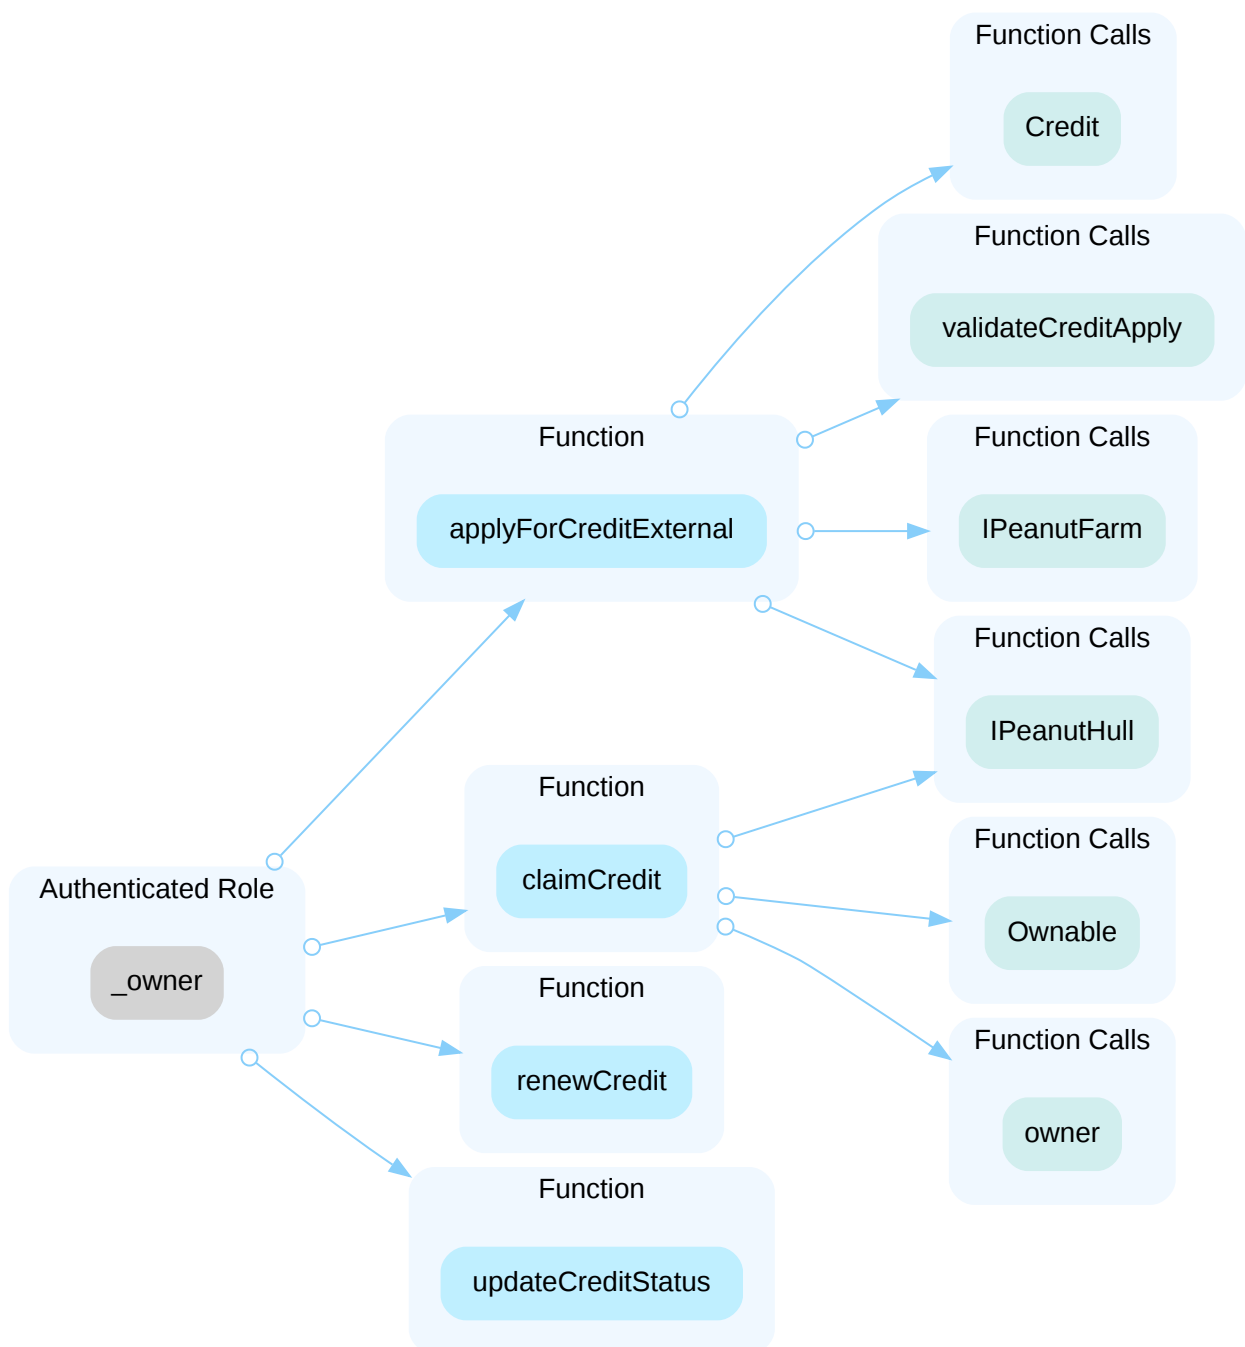 Function Calls
Credit
Function Calls
validateCreditApply
Function
applyForCreditExternal
Function Calls
IPeanutFarm
Function Calls
IPeanutHull
Function
claimCredit
Function Calls
Ownable
Authenticated Role
_owner
Function
renewCredit
Function Calls
owner
Function
updateCreditStatus